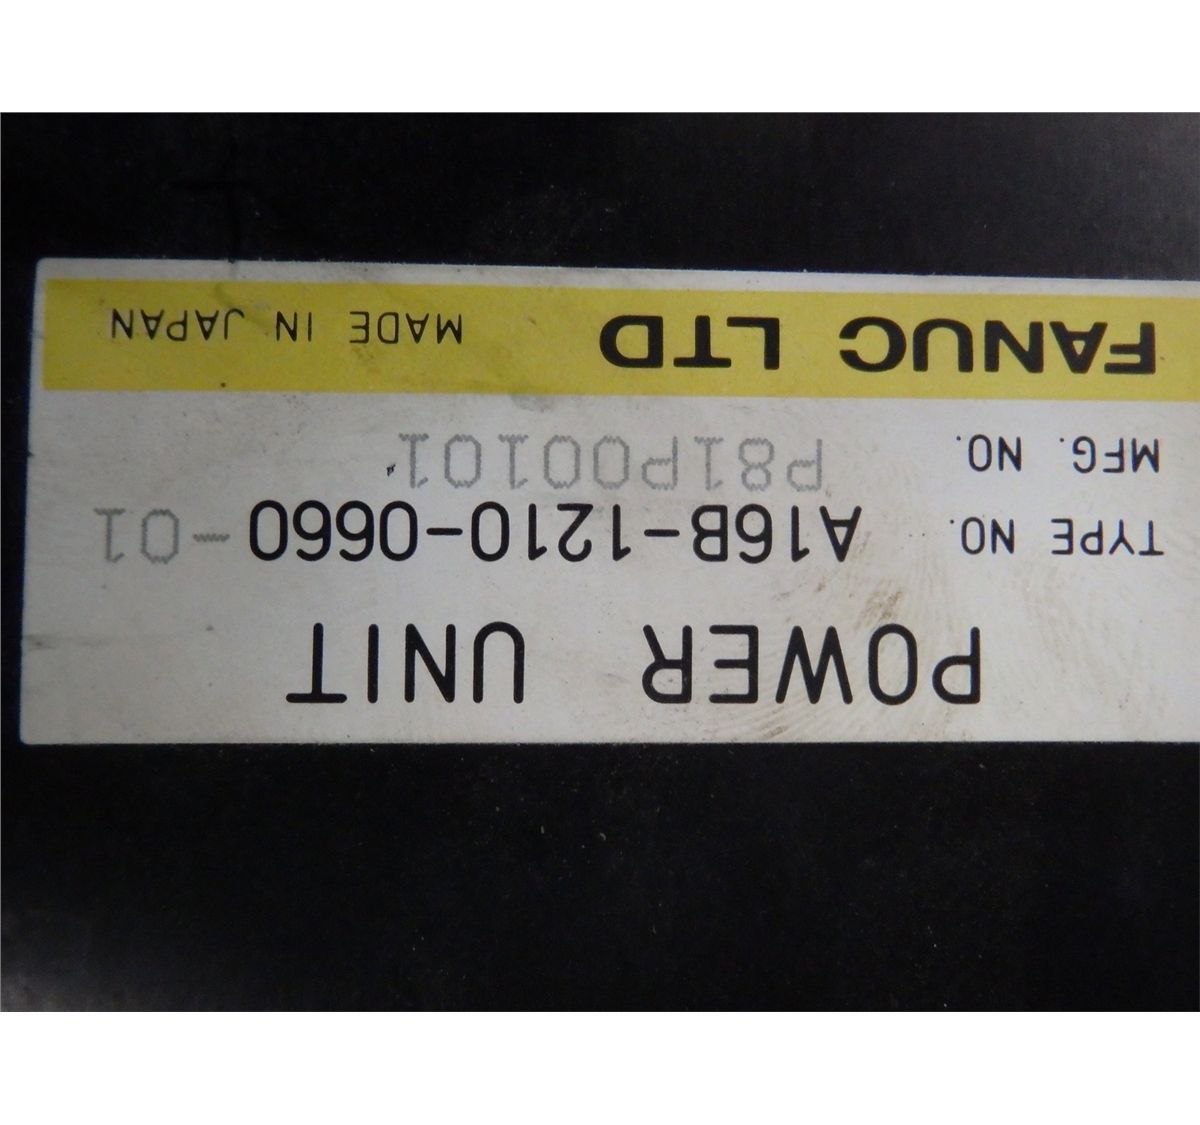 FANUC LTD MADE IN JAPAN
MFG. NO. P81P00101
TYPE NO. A16B-1210-0660-01
POWER UNIT